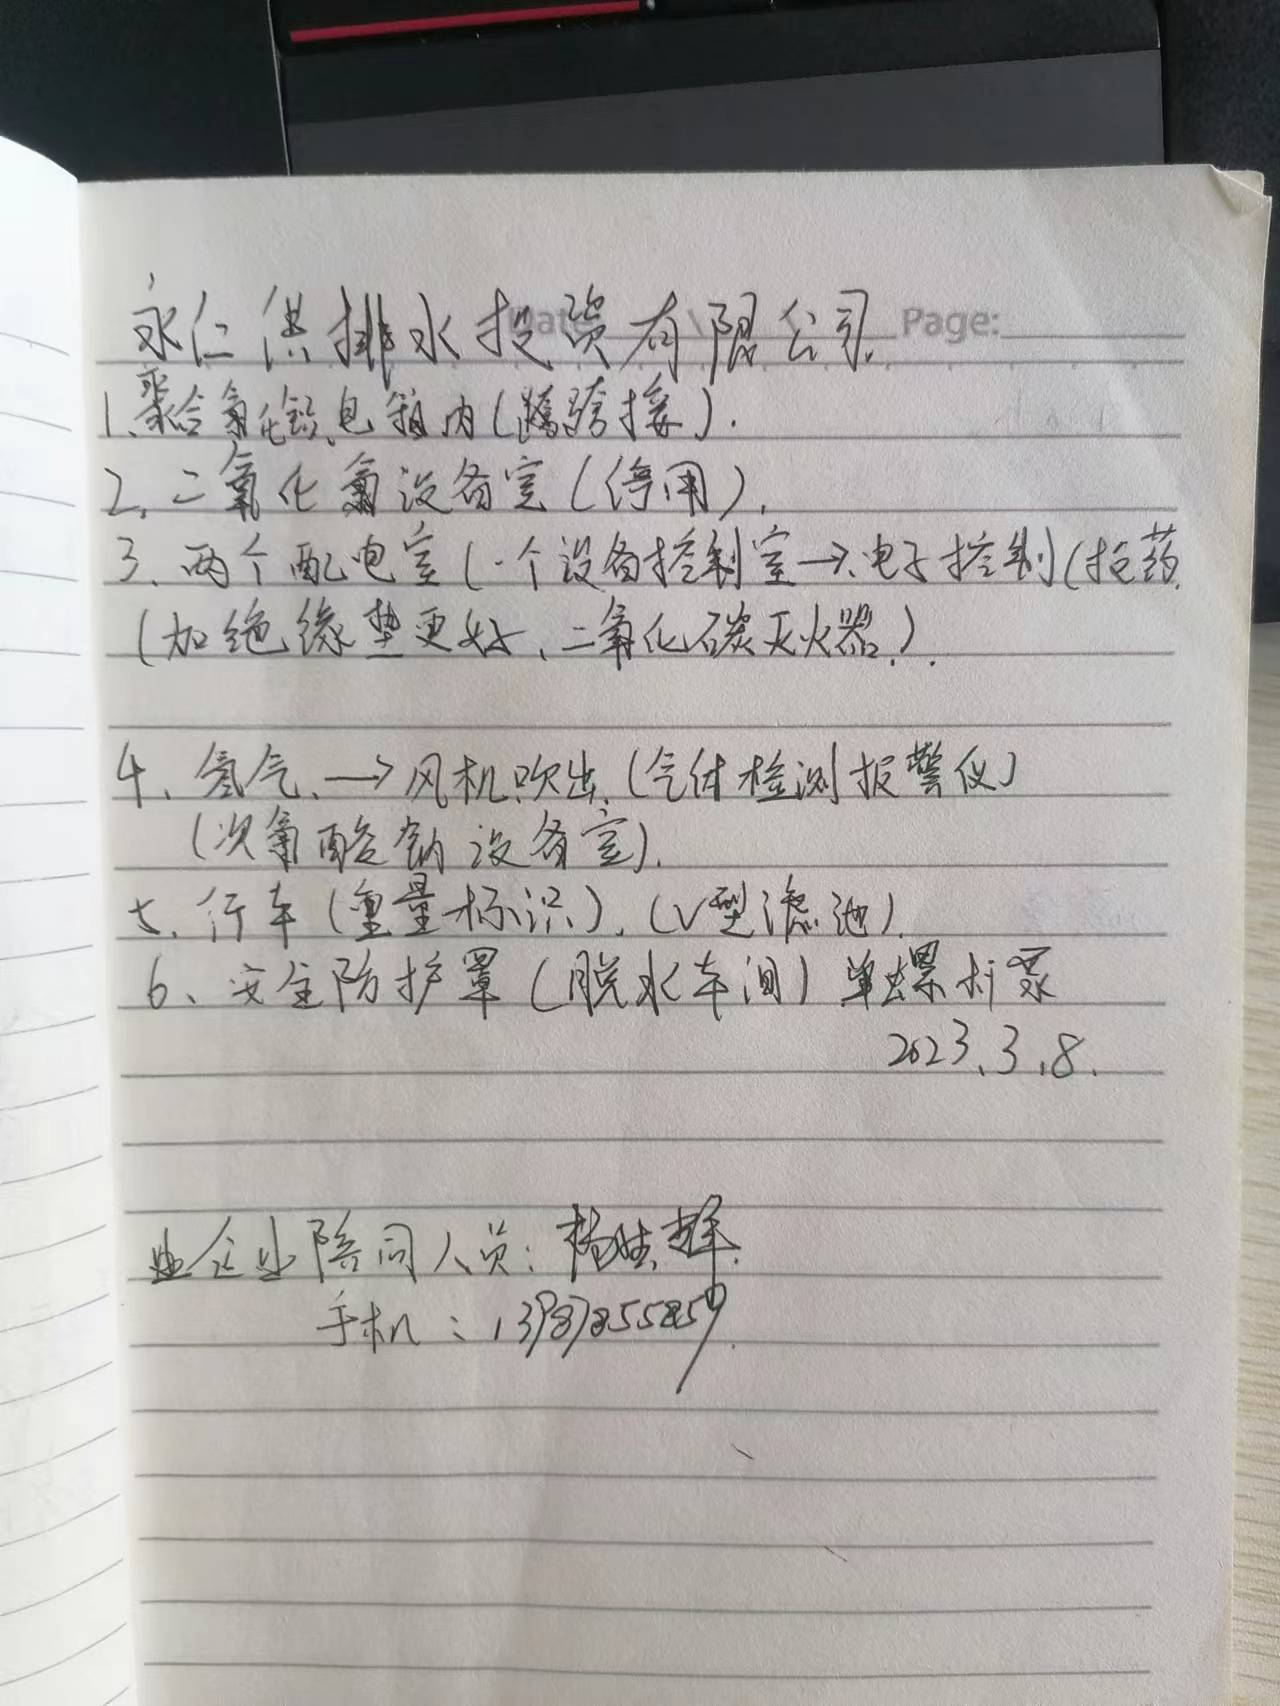 永仁供排水投资有限公司.
Date Page:
1、聚合氯化铝、电箱内(跨接).
2、二氧化氯设备室(停用).
3、两个配电室(一个设备控制室→电子控制(投药
(加绝缘垫更好、二氧化碳灭火器).
4、氢气、→风机吹出、(气体检测报警仪)
(次氯酸钠设备室).
5、行车(重量标识).(V型滤池).
6、安全防护罩(脱水车间)单螺杆泵
2023.3.8.
企业陪同人员:杨
手机: